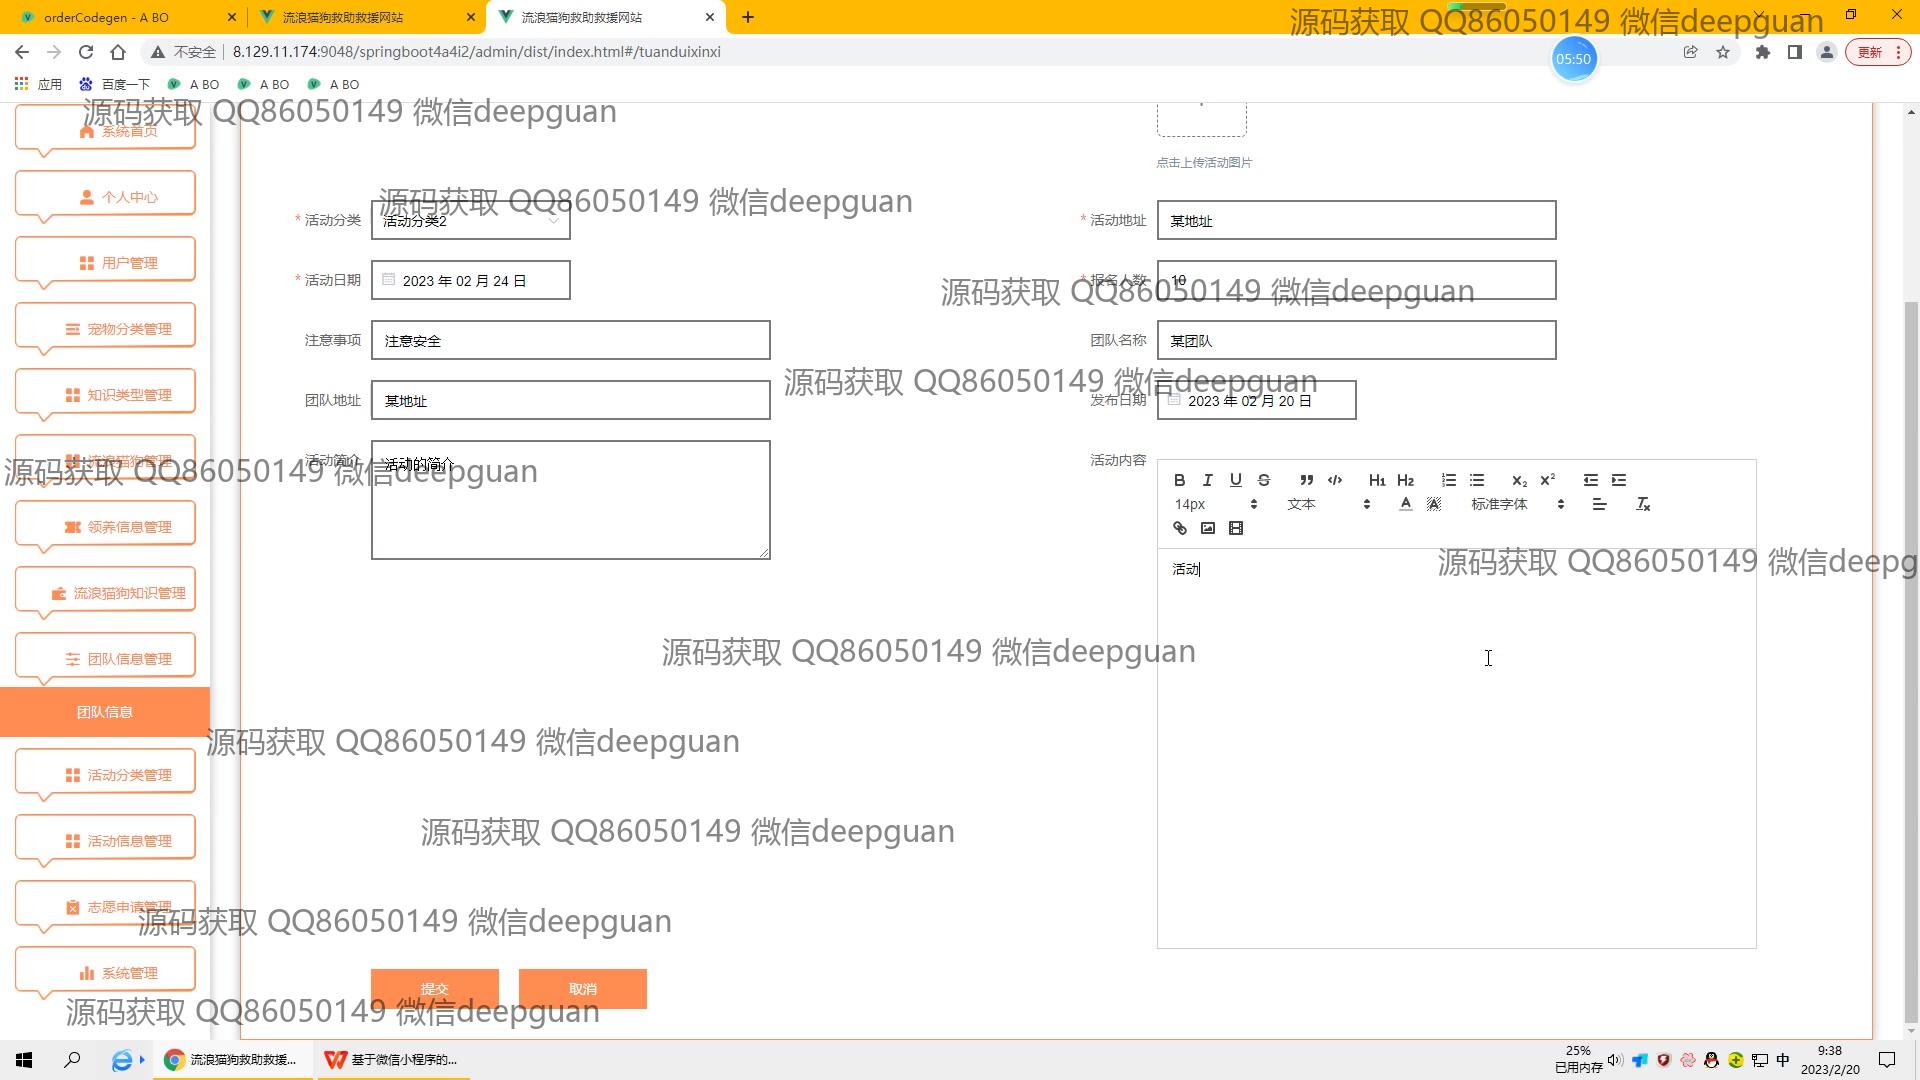 orderCodegen - A BO
流浪猫狗救助救援网站
流浪猫狗救助救援网站
源码获取 QQ86050149 微信deepguan
不安全
8.129.11.174:9048/springboot4a4i2/admin/dist/index.html#/tuanduixinxi
05:50
更新
应用
百度一下
A BO
A BO
A BO
源码获取 QQ86050149 微信deepguan
系统首页
点击上传活动图片
个人中心
源码获取 QQ86050149 微信deepguan
* 活动分类
活动分类2
* 活动地址
某地址
用户管理
* 活动日期
2023 年 02 月 24 日
* 报名人数
10
源码获取 QQ86050149 微信deepguan
宠物分类管理
注意事项
注意安全
团队名称
某团队
源码获取 QQ86050149 微信deepguan
知识类型管理
团队地址
某地址
发布日期
2023 年 02 月 20 日
流浪猫狗管理
活动简介
活动的简介
活动内容
源码获取 QQ86050149 微信deepguan
B I U S H1 H2 X2 X2
14px 文本 A A 标准字体 Tx
领养信息管理
源码获取 QQ86050149 微信deepg
活动
流浪猫狗知识管理
团队信息管理
源码获取 QQ86050149 微信deepguan
团队信息
源码获取 QQ86050149 微信deepguan
活动分类管理
活动信息管理
源码获取 QQ86050149 微信deepguan
志愿申请管理
源码获取 QQ86050149 微信deepguan
系统管理
提交
取消
源码获取 QQ86050149 微信deepguan
流浪猫狗救助救援...
基于微信小程序的...
25%
已用内存
中
9:38
2023/2/20